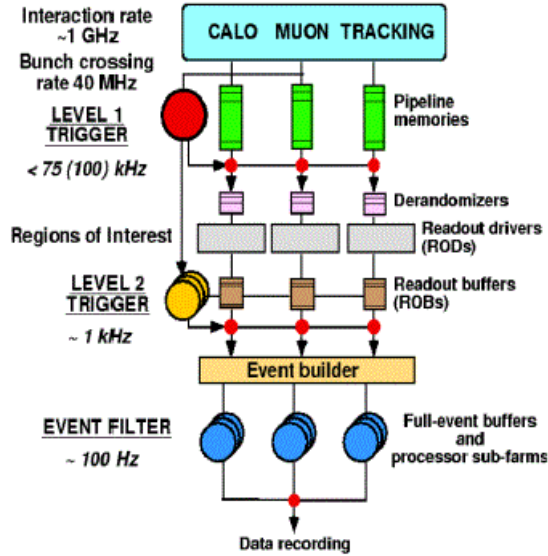 Interaction rate
~1 GHz
CALO MUON TRACKING
Bunch crossing
rate 40 MHz
LEVEL 1
TRIGGER
< 75 (100) kHz
Pipeline
memories
Derandomizers
Regions of Interest
Readout drivers
(RODs)
LEVEL 2
TRIGGER
~ 1 kHz
Readout buffers
(ROBs)
Event builder
EVENT FILTER
~ 100 Hz
Full-event buffers
and
processor sub-farms
Data recording